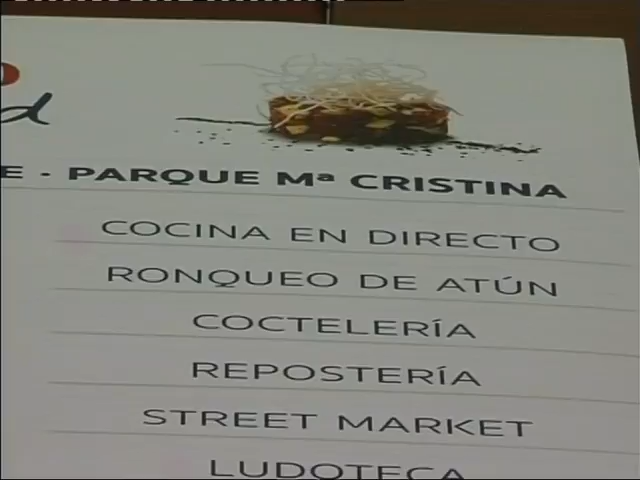 d
E - PARQUE Mª CRISTINA
COCINA EN DIRECTO
RONQUEO DE ATÚN
COCTELERÍA
REPOSTERÍA
STREET MARKET
LUDOTECA